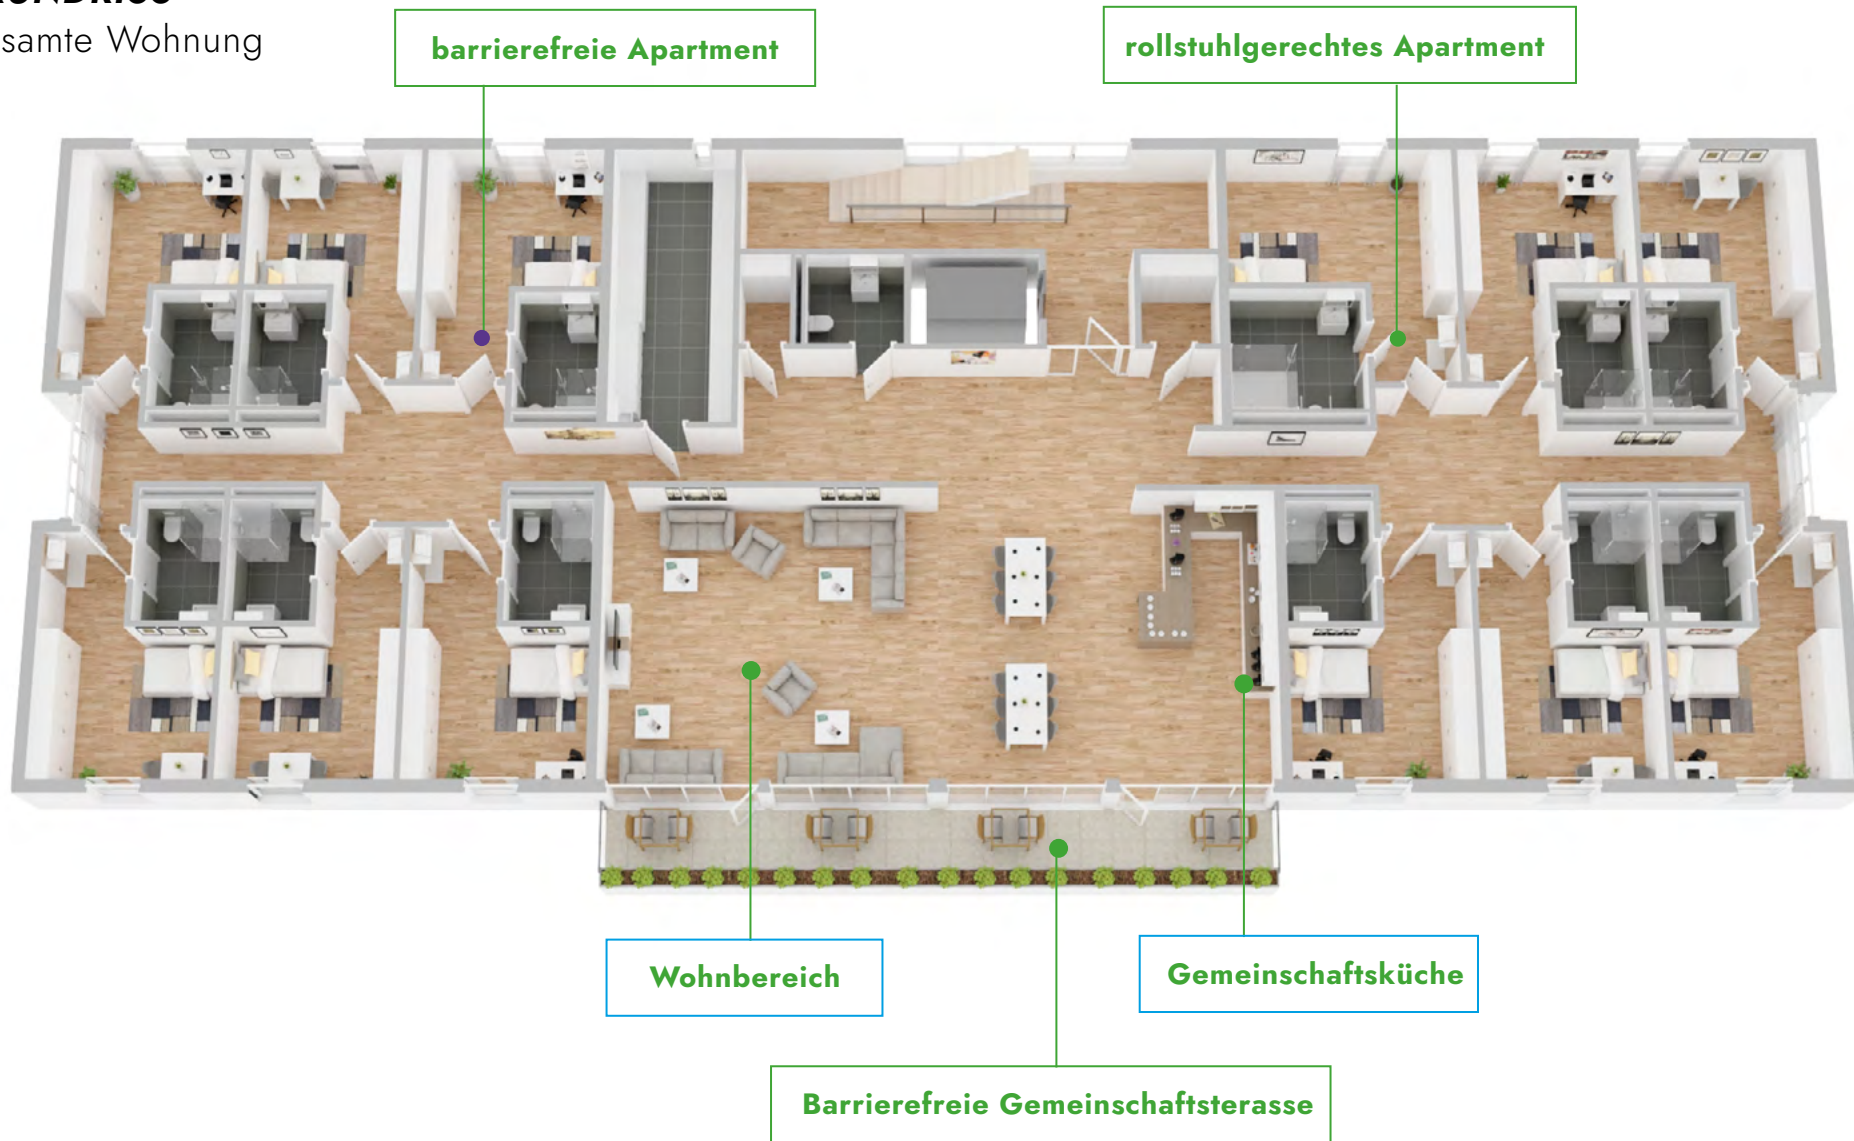 samte Wohnung
barrierefreie Apartment
rollstuhlgerechtes Apartment
Wohnbereich
Gemeinschaftsküche
Barrierefreie Gemeinschaftsterasse